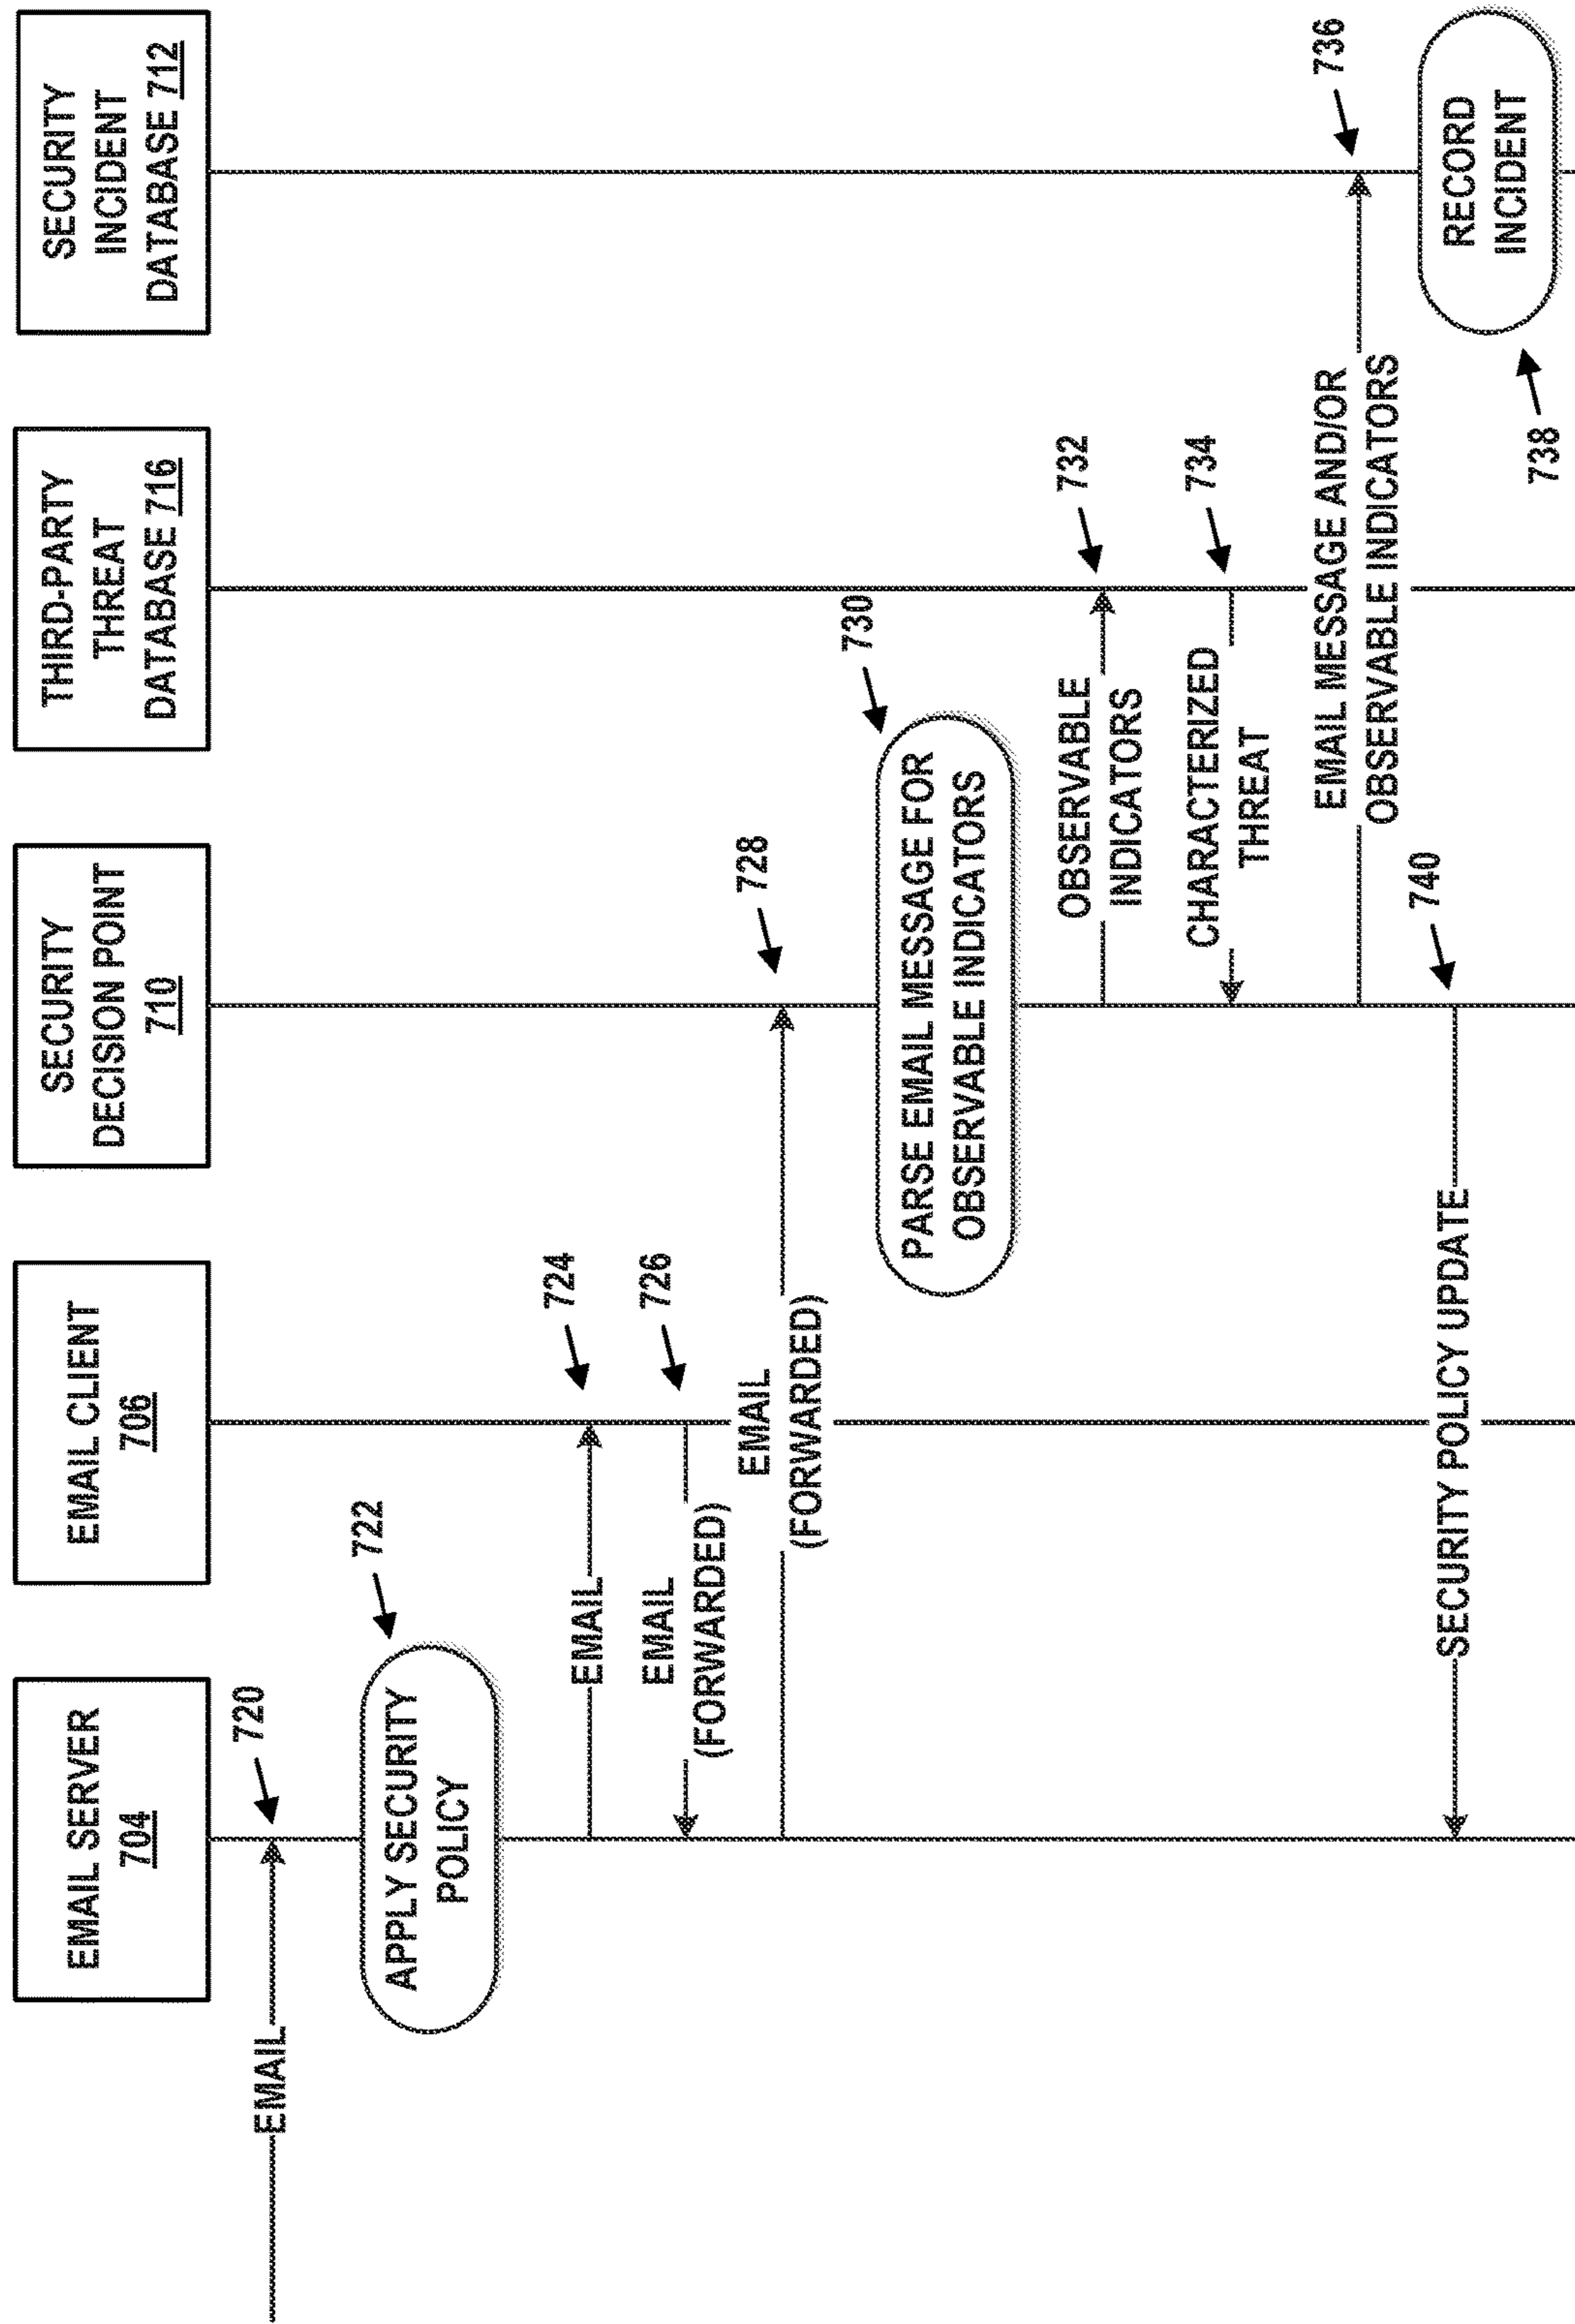 EMAIL SERVER
704
EMAIL CLIENT
706
SECURITY
DECISION POINT
710
THIRD-PARTY
THREAT
DATABASE 716
SECURITY
INCIDENT
DATABASE 712
EMAIL
720
APPLY SECURITY
POLICY
722
EMAIL
724
EMAIL
(FORWARDED)
726
EMAIL
(FORWARDED)
728
PARSE EMAIL MESSAGE FOR
OBSERVABLE INDICATORS
730
OBSERVABLE
INDICATORS
732
CHARACTERIZED
THREAT
734
EMAIL MESSAGE AND/OR
OBSERVABLE INDICATORS
736
RECORD
INCIDENT
738
SECURITY POLICY UPDATE
740